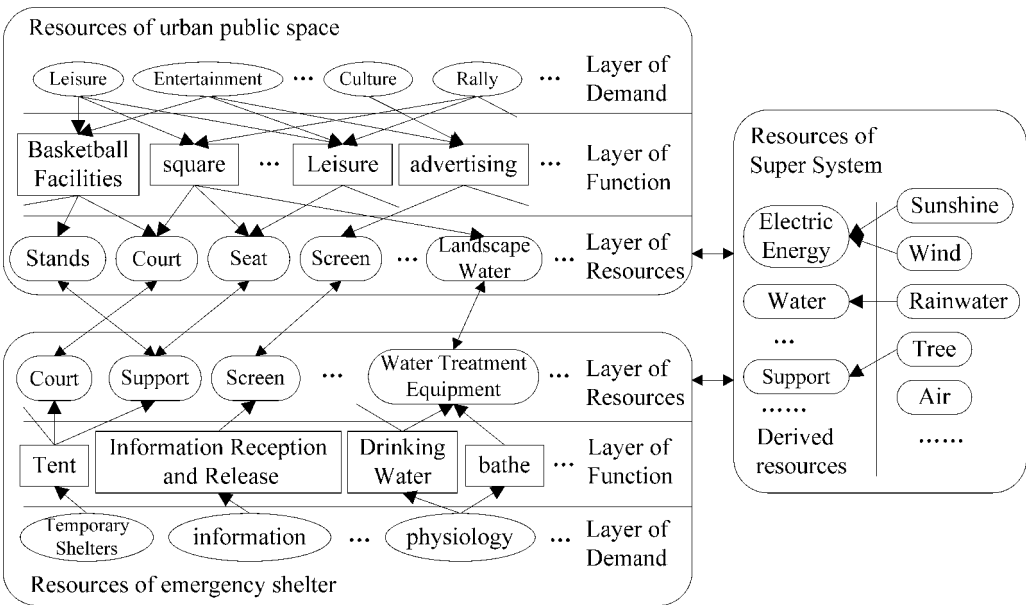 Resources of urban public space
Leisure
Entertainment
...
Culture
Rally
...
Layer of
Demand
Basketball
Facilities
square
...
Leisure
advertising
...
Layer of
Function
Stands
Court
Seat
Screen
...
Landscape
Water
...
Layer of
Resources
Court
Support
Screen
...
Water Treatment
Equipment
...
Layer of
Resources
Tent
Information Reception
and Release
Drinking
Water
bathe
...
Layer of
Function
Temporary
Shelters
information
...
physiology
...
Layer of
Demand
Resources of emergency shelter
Resources of
Super System
Electric
Energy
Water
...
Support
......
Derived
resources
Sunshine
Wind
Rainwater
Tree
Air
......